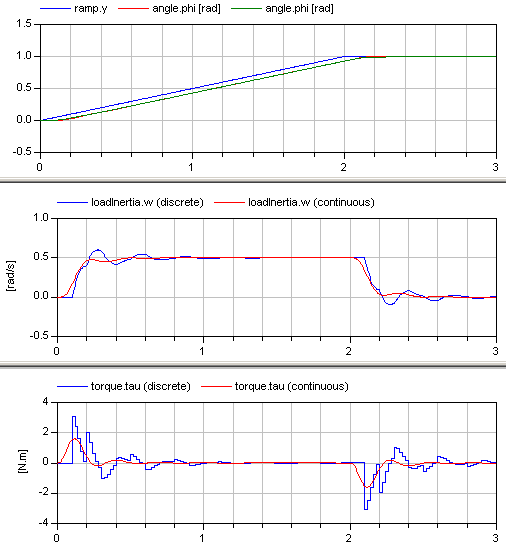 ramp.y angle.phi [rad] angle.phi [rad]
1.5
1.0
0.5
0.0
-0.5
0 1 2 3
loadInertia.w (discrete) loadInertia.w (continuous)
1.0
0.5
[rad/s]
0.0
-0.5
0 1 2 3
torque.tau (discrete) torque.tau (continuous)
4
2
[N.m]
0
-2
-4
0 1 2 3